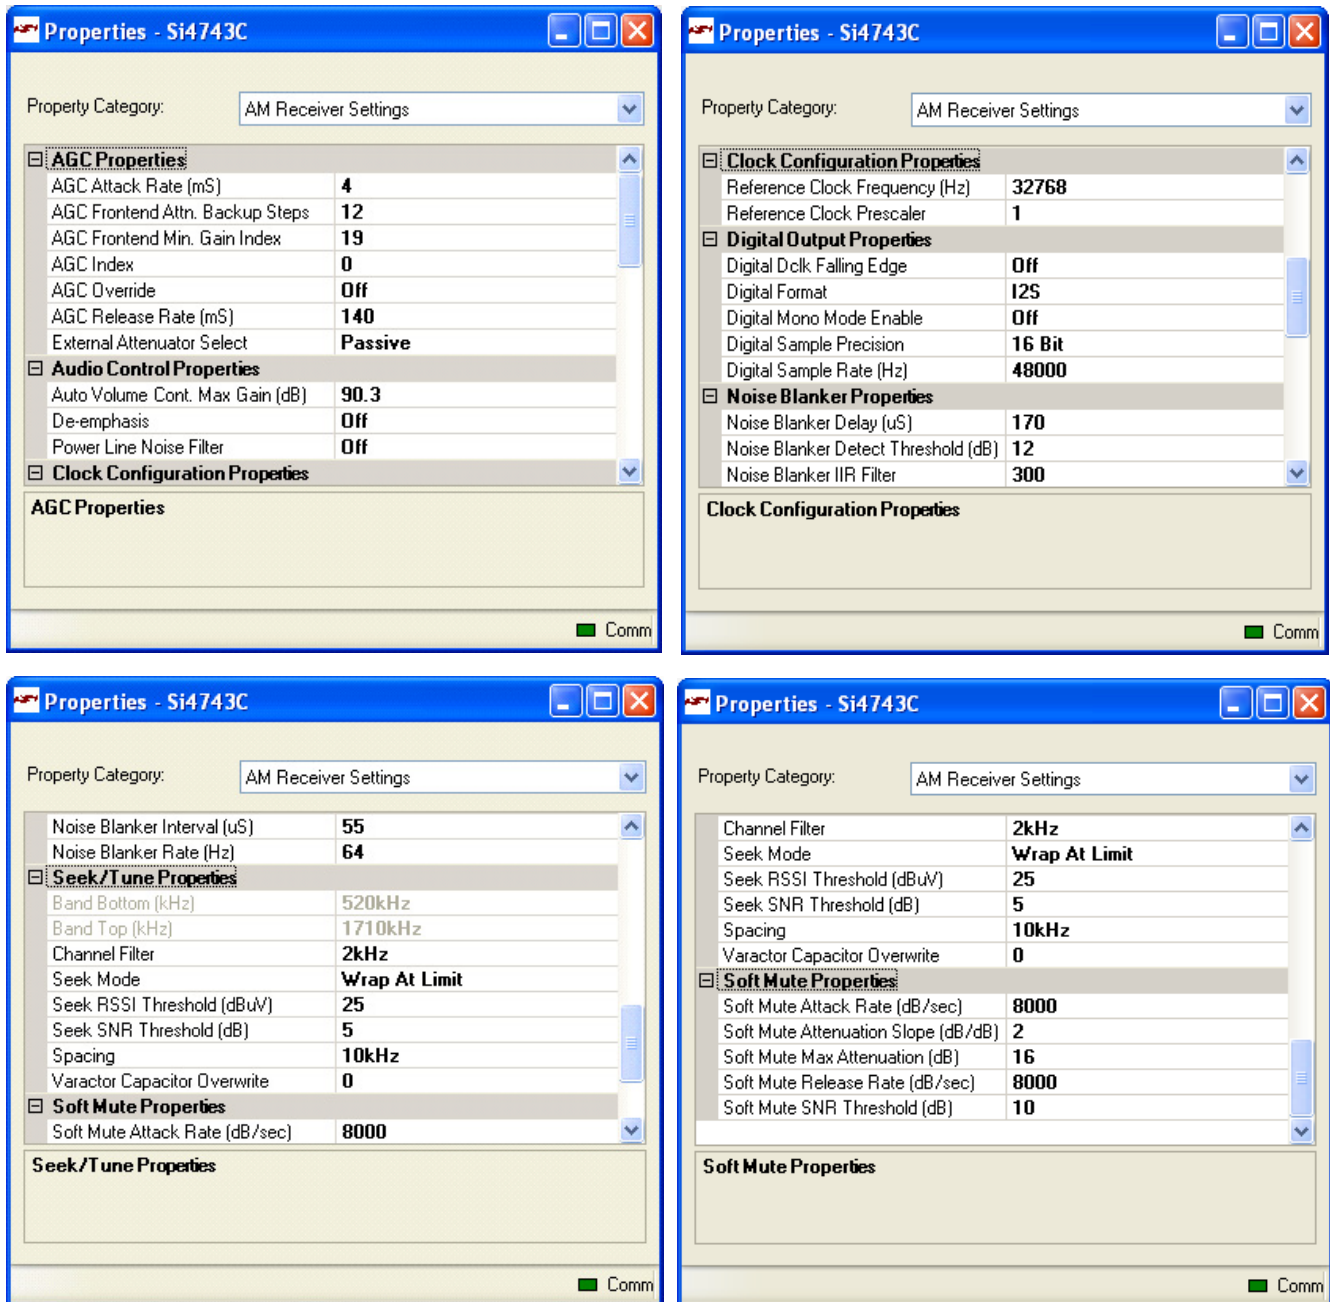 Properties - Si4743C
Property Category: AM Receiver Settings
AGC Properties
AGC Attack Rate (mS) 4
AGC Frontend Attn. Backup Steps 12
AGC Frontend Min. Gain Index 19
AGC Index 0
AGC Override Off
AGC Release Rate (mS) 140
External Attenuator Select Passive
Audio Control Properties
Auto Volume Cont. Max Gain (dB) 90.3
De-emphasis Off
Power Line Noise Filter Off
Clock Configuration Properties
AGC Properties
Comm
Properties - Si4743C
Property Category: AM Receiver Settings
Clock Configuration Properties
Reference Clock Frequency (Hz) 32768
Reference Clock Prescaler 1
Digital Output Properties
Digital Dclk Falling Edge Off
Digital Format I2S
Digital Mono Mode Enable Off
Digital Sample Precision 16 Bit
Digital Sample Rate (Hz) 48000
Noise Blanker Properties
Noise Blanker Delay (uS) 170
Noise Blanker Detect Threshold (dB) 12
Noise Blanker IIR Filter 300
Clock Configuration Properties
Comm
Properties - Si4743C
Property Category: AM Receiver Settings
Noise Blanker Interval (uS) 55
Noise Blanker Rate (Hz) 64
Seek/Tune Properties
Band Bottom (kHz) 520kHz
Band Top (kHz) 1710kHz
Channel Filter 2kHz
Seek Mode Wrap At Limit
Seek RSSI Threshold (dBuV) 25
Seek SNR Threshold (dB) 5
Spacing 10kHz
Varactor Capacitor Overwrite 0
Soft Mute Properties
Soft Mute Attack Rate (dB/sec) 8000
Seek/Tune Properties
Comm
Properties - Si4743C
Property Category: AM Receiver Settings
Channel Filter 2kHz
Seek Mode Wrap At Limit
Seek RSSI Threshold (dBuV) 25
Seek SNR Threshold (dB) 5
Spacing 10kHz
Varactor Capacitor Overwrite 0
Soft Mute Properties
Soft Mute Attack Rate (dB/sec) 8000
Soft Mute Attenuation Slope (dB/dB) 2
Soft Mute Max Attenuation (dB) 16
Soft Mute Release Rate (dB/sec) 8000
Soft Mute SNR Threshold (dB) 10
Soft Mute Properties
Comm